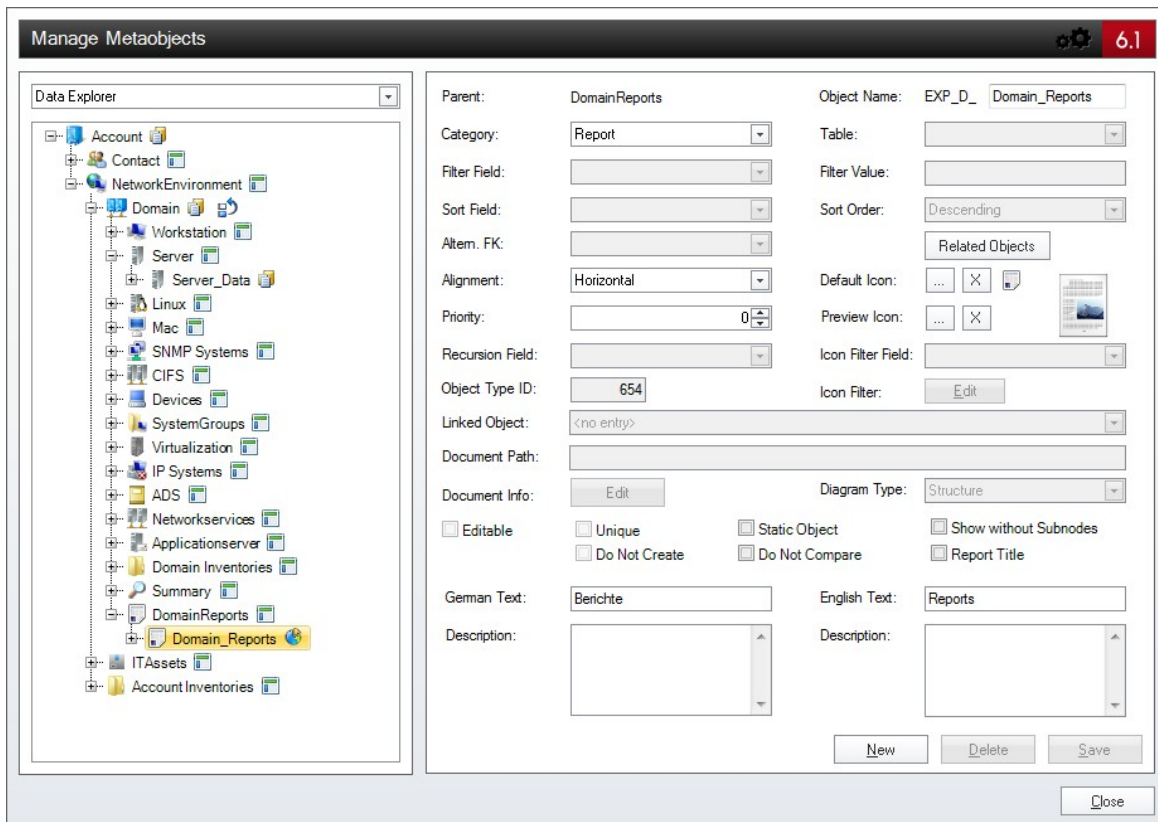 Manage Metaobjects
6.1
Data Explorer
Account
Contact
NetworkEnvironment
Domain
Workstation
Server
Server_Data
Linux
Mac
SNMP Systems
CIFS
Devices
SystemGroups
Virtualization
IP Systems
ADS
Networkservices
Applicationserver
Domain Inventories
Summary
DomainReports
Domain_Reports
ITAssets
Account Inventories
Parent: DomainReports Object Name: EXP_D_ Domain_Reports
Category: Report Table:
Filter Field: Filter Value:
Sort Field: Sort Order: Descending
Altern. FK: Related Objects
Alignment: Horizontal Default Icon: ... X
Priority: 0 Preview Icon: ... X
Recursion Field: Icon Filter Field:
Object Type ID: 654 Icon Filter: Edit
Linked Object: <no entry>
Document Path:
Document Info: Edit Diagram Type: Structure
Editable Unique Static Object Show without Subnodes
Do Not Create Do Not Compare Report Title
German Text: Berichte English Text: Reports
Description: Description:
New Delete Save
Close